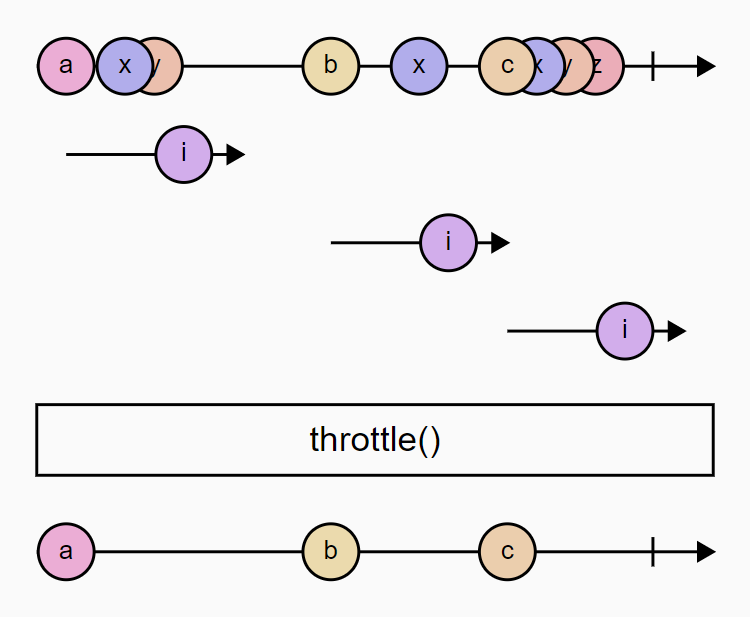 a x y b x c x y z
i
i
i
throttle()
a b c